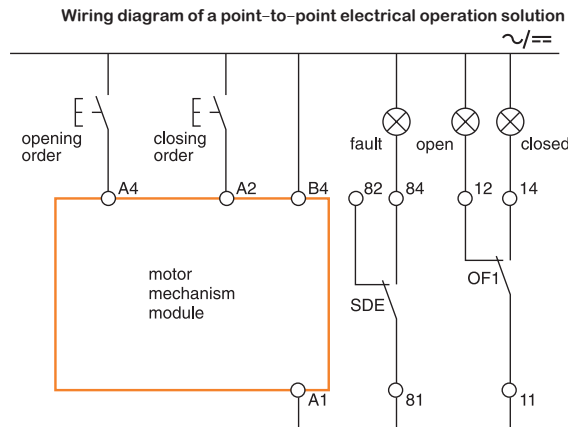 Wiring diagram of a point–to–point electrical operation solution
~/==
opening
order
closing
order
fault
open
closed
A4
A2
B4
82
84
12
14
motor
mechanism
module
SDE
OF1
A1
81
11